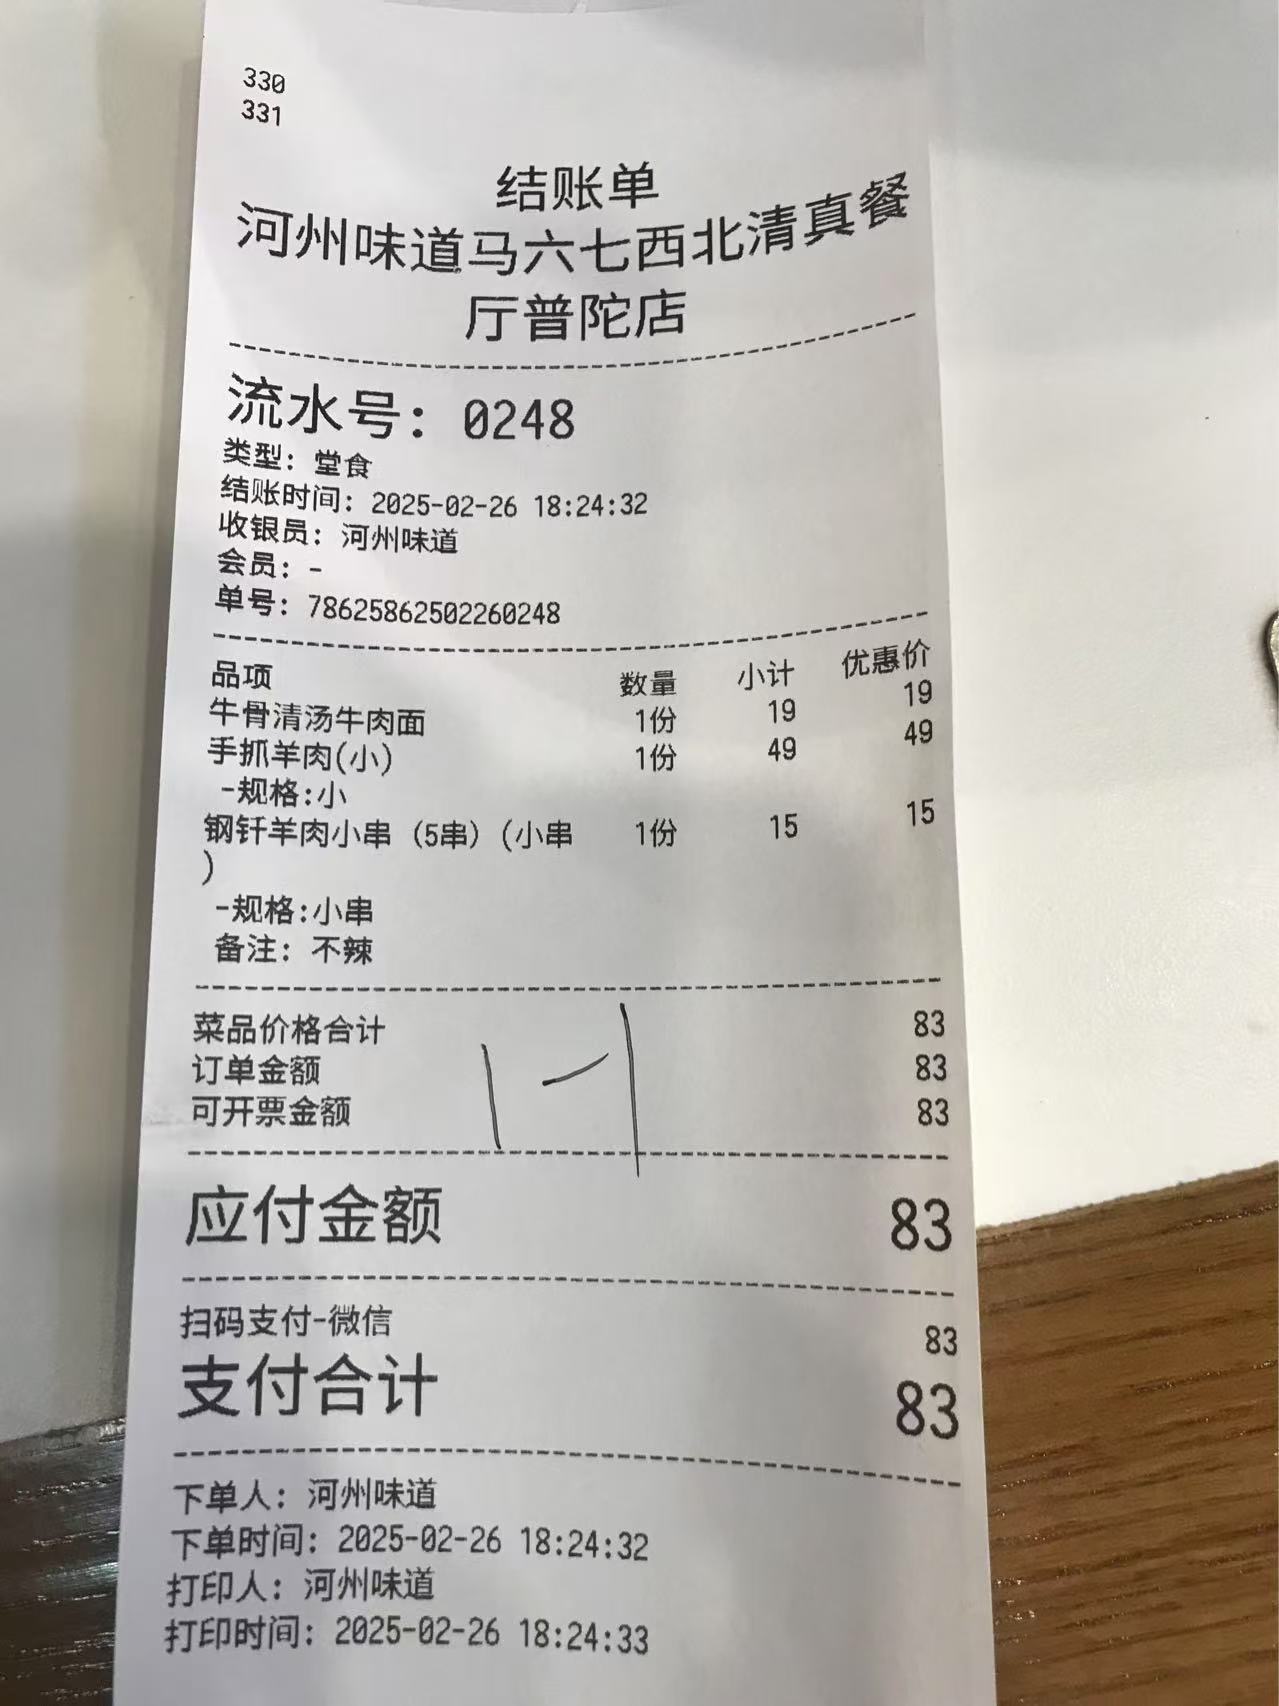 330
331
结账单
河州味道马六七西北清真餐
厅普陀店
流水号：0248
类型：堂食
结账时间：2025-02-26 18:24:32
收银员：河州味道
会员：-
单号：78625862502260248
品项 数量 小计 优惠价
牛骨清汤牛肉面 1份 19 19
手抓羊肉(小) 1份 49 49
-规格:小
钢钎羊肉小串（5串）(小串 1份 15 15
)
-规格:小串
备注：不辣
菜品价格合计 83
订单金额 83
可开票金额 83
1-1
应付金额 83
扫码支付-微信 83
支付合计 83
下单人：河州味道
下单时间：2025-02-26 18:24:32
打印人：河州味道
打印时间：2025-02-26 18:24:33